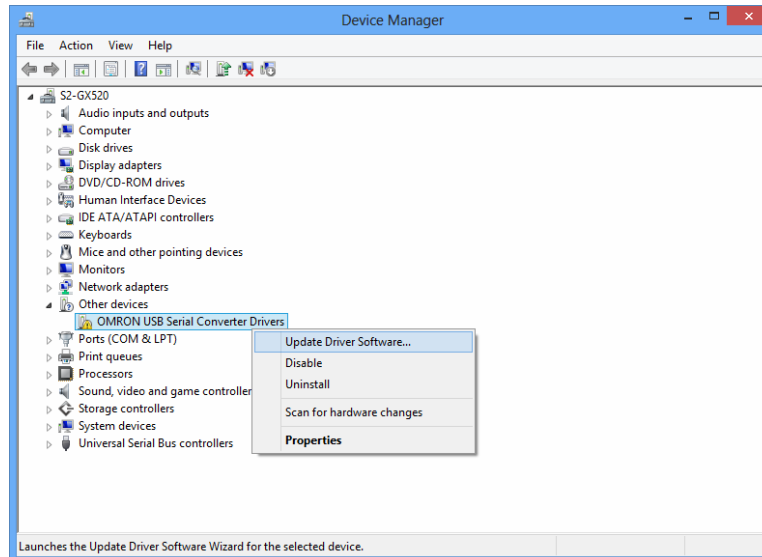 Device Manager
File Action View Help
S2-GX520
Audio inputs and outputs
Computer
Disk drives
Display adapters
DVD/CD-ROM drives
Human Interface Devices
IDE ATA/ATAPI controllers
Keyboards
Mice and other pointing devices
Monitors
Network adapters
Other devices
OMRON USB Serial Converter Drivers
Ports (COM & LPT)
Print queues
Processors
Sound, video and game controller
Storage controllers
System devices
Universal Serial Bus controllers
Update Driver Software...
Disable
Uninstall
Scan for hardware changes
Properties
Launches the Update Driver Software Wizard for the selected device.